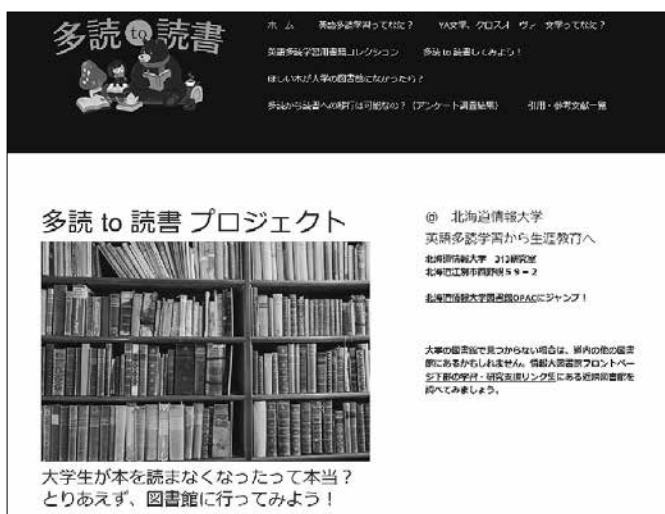 多読 to 読書
ホーム　英語多読学習ってなに？　YA文学、クロスオーヴァー文学ってなに？
英語多読学習用書籍コレクション　多読 to 読書してみよう！
ほしい本が大学の図書館になかったら？
多読から読書への移行は可能なの？（アンケート調査結果）　引用・参考文献一覧
多読 to 読書 プロジェクト
@　北海道情報大学
英語多読学習から生涯教育へ
北海道情報大学　313研究室
北海道江別市西野幌５９－２
北海道情報大学図書館OPACにジャンプ！
大学の図書館で見つからない場合は、道内の他の図書
館にあるかもしれません。情報大図書館フロントペー
ジ下部の学習・研究支援リンク集にある近隣図書館を
調べてみましょう。
大学生が本を読まなくなったって本当？
とりあえず、図書館に行ってみよう！